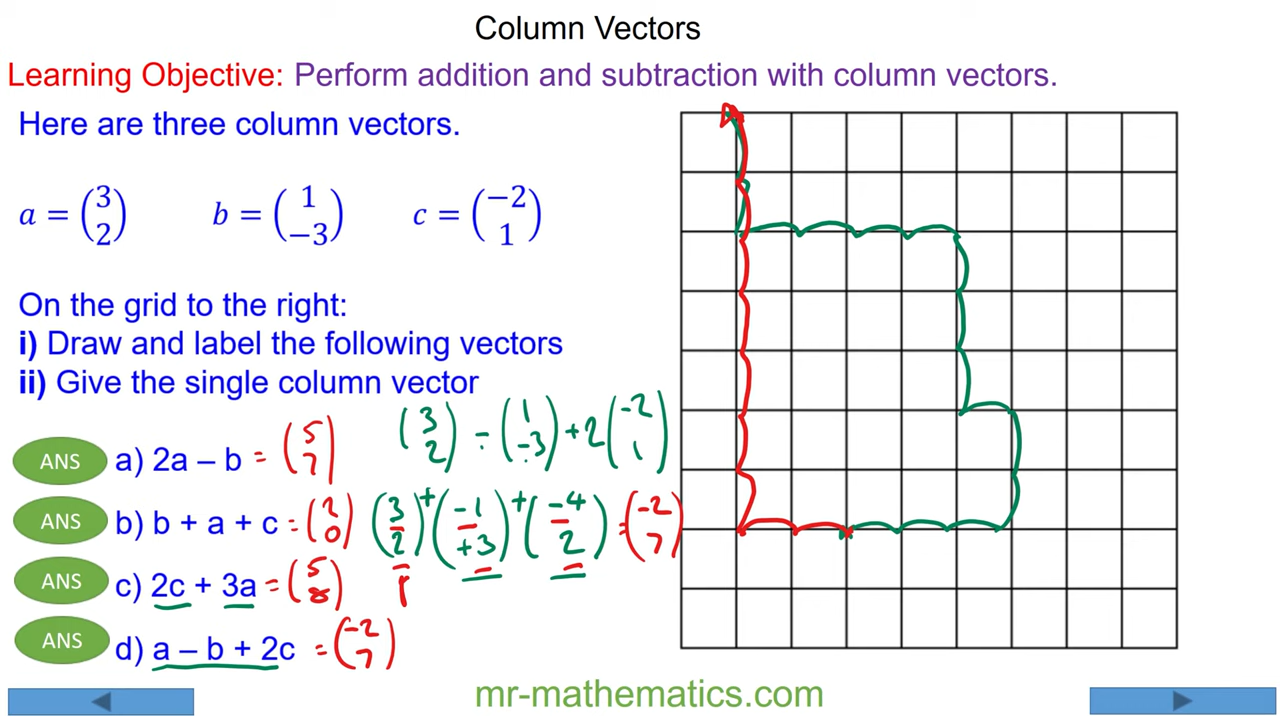 Column Vectors
Learning Objective: Perform addition and subtraction with column vectors.
Here are three column vectors.
a = (3 2) b = (1 −3) c = (−2 1)
On the grid to the right:
i) Draw and label the following vectors
ii) Give the single column vector
(3 2) - (1 -3) + 2(-2 1)
ANS a) 2a – b = (5 7)
ANS b) b + a + c = (2 0) (3 2) + (-1 +3) + (-4 2) = (-2 7)
ANS c) 2c + 3a = (5 8)
ANS d) a – b + 2c = (-2 7)
mr-mathematics.com